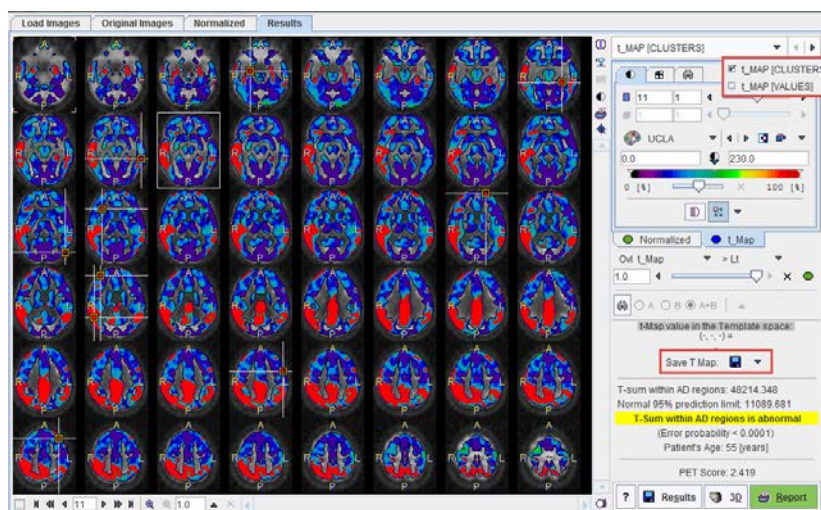 Load Images Original Images Normalized Results
t_MAP [CLUSTERS]
t_MAP [CLUSTERS
t_MAP [VALUES]
11 1
1 1
UCLA
0.0 230.0
0 [%] 100 [%]
Normalized t_Map
Ovl t_Map > Lt
1.0
A B A+B
t-Map value in the Template space:
(-, -, -) =
-
Save T Map:
T-sum within AD regions: 48214.348
Normal 95% prediction limit: 11089.681
T-Sum within AD regions is abnormal
(Error probability < 0.0001)
Patient's Age: 55 [years]
PET Score: 2.419
11 1.0
? Results 3D Report